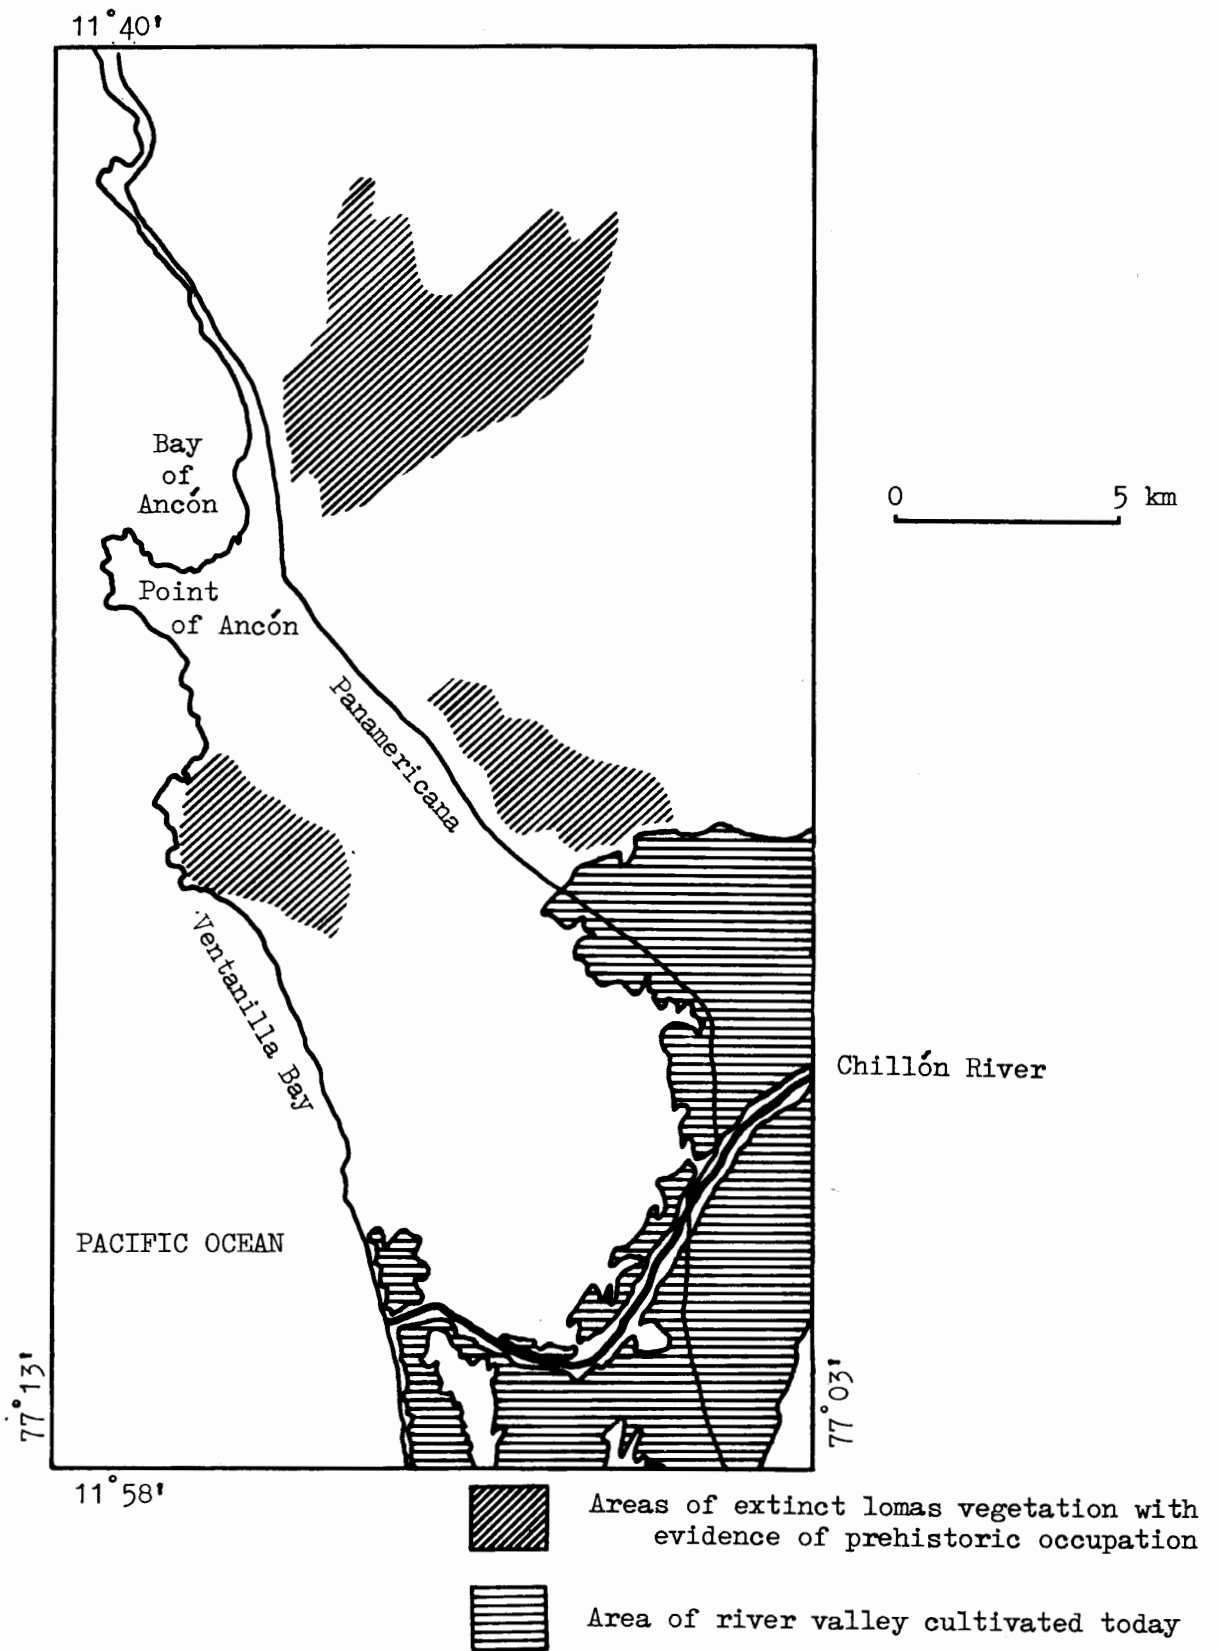 11°40'
Bay
of
Ancón
0 5 km
Point
of Ancón
Panamericana
Ventanilla Bay
Chillón River
PACIFIC OCEAN
77°13'
77°03'
11°58'
Areas of extinct lomas vegetation with
evidence of prehistoric occupation
Area of river valley cultivated today